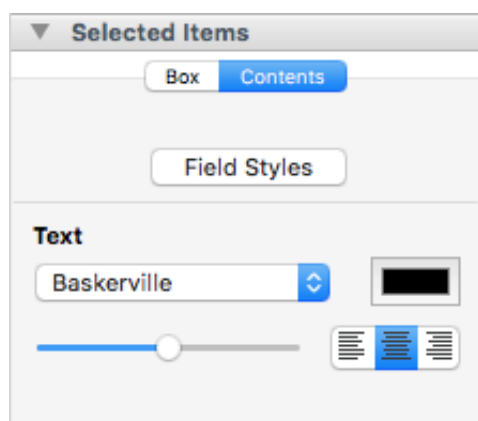 Selected Items
Box Contents
Field Styles
Text
Baskerville